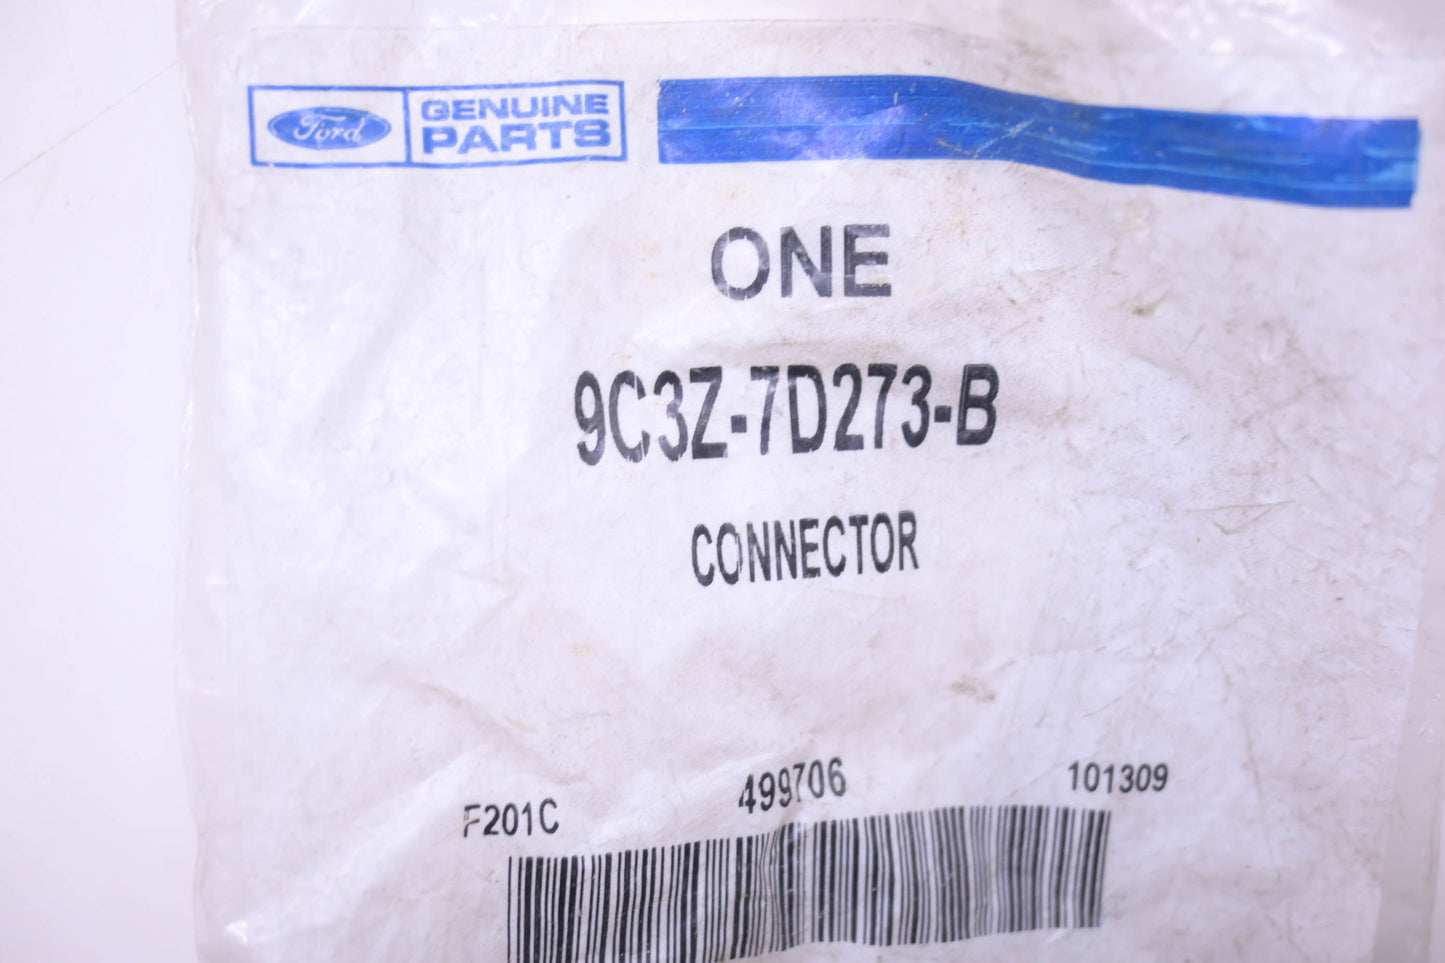 Ford GENUINE
PARTS
ONE
9C3Z-7D273-B
CONNECTOR
F201C 499706 101309